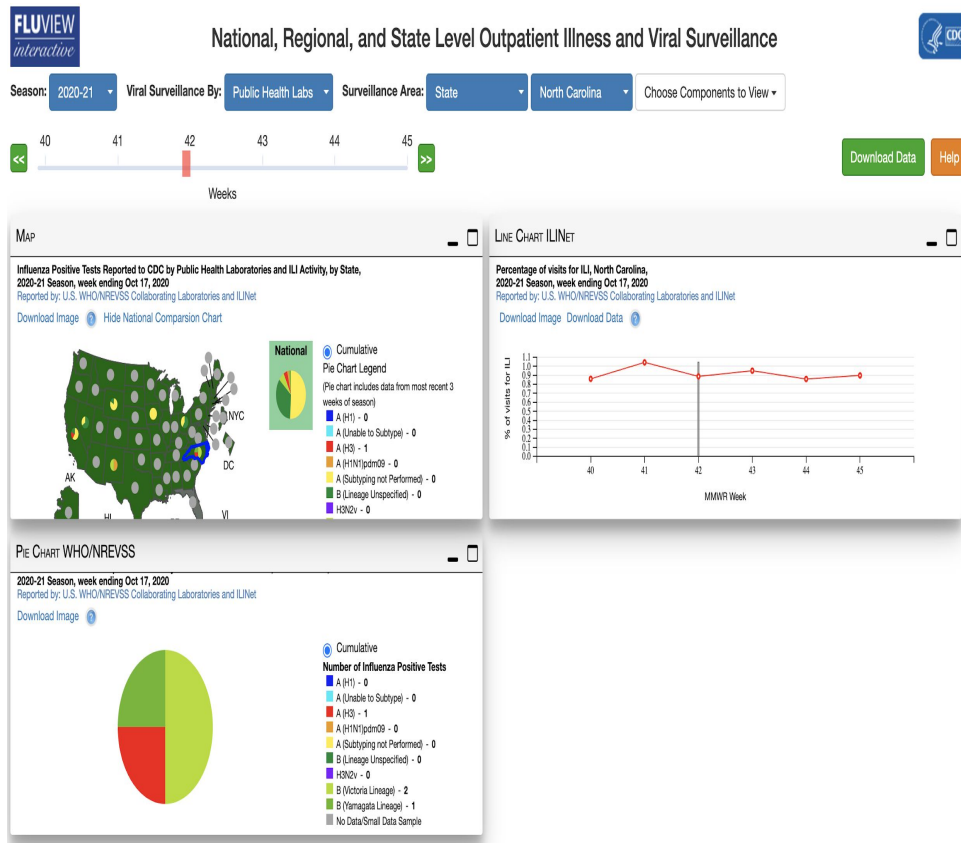 FLUVIEW
interactive
National, Regional, and State Level Outpatient Illness and Viral Surveillance
CDC
Season: 2020-21 Viral Surveillance By: Public Health Labs Surveillance Area: State North Carolina Choose Components to View
40 41 42 43 44 45
<< >>
Weeks
Download Data Help
MAP
Influenza Positive Tests Reported to CDC by Public Health Laboratories and ILI Activity, by State,
2020-21 Season, week ending Oct 17, 2020
Reported by: U.S. WHO/NREVSS Collaborating Laboratories and ILINet
Download Image ? Hide National Comparsion Chart
NYC
DC
AK
HI
VI
National
Cumulative
Pie Chart Legend
(Pie chart includes data from most recent 3
weeks of season)
A (H1) - 0
A (Unable to Subtype) - 0
A (H3) - 1
A (H1N1)pdm09 - 0
A (Subtyping not Performed) - 0
B (Lineage Unspecified) - 0
H3N2v - 0
LINE CHART ILINET
Percentage of visits for ILI, North Carolina,
2020-21 Season, week ending Oct 17, 2020
Reported by: U.S. WHO/NREVSS Collaborating Laboratories and ILINet
Download Image Download Data ?
% of visits for ILI
1.1
1.0
0.9
0.8
0.7
0.6
0.5
0.4
0.3
0.2
0.1
0.0
40 41 42 43 44 45
MMWR Week
PIE CHART WHO/NREVSS
2020-21 Season, week ending Oct 17, 2020
Reported by: U.S. WHO/NREVSS Collaborating Laboratories and ILINet
Download Image ?
Cumulative
Number of Influenza Positive Tests
A (H1) - 0
A (Unable to Subtype) - 0
A (H3) - 1
A (H1N1)pdm09 - 0
A (Subtyping not Performed) - 0
B (Lineage Unspecified) - 0
H3N2v - 0
B (Victoria Lineage) - 2
B (Yamagata Lineage) - 1
No Data/Small Data Sample